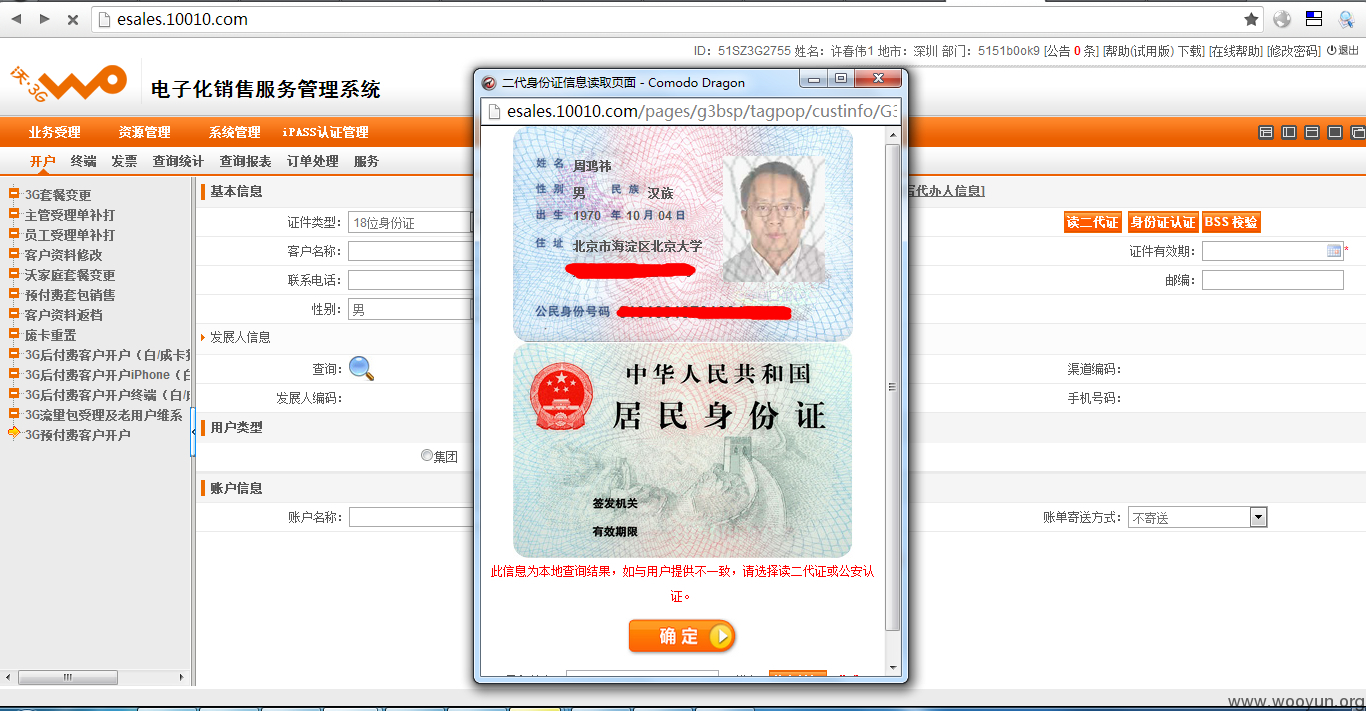 esales.10010.com
ID：51SZ3G2755 姓名：许春伟1 地市：深圳 部门：5151b0ok9 [公告 0 条] [帮助(试用版) 下载] [在线帮助] [修改密码] 退出
沃·3G wo 电子化销售服务管理系统
业务受理 资源管理 系统管理 iPASS认证管理
开户 终端 发票 查询统计 查询报表 订单处理 服务
3G套餐变更
主管受理单补打
员工受理单补打
客户资料修改
沃家庭套餐变更
预付费套包销售
客户资料返档
废卡重置
3G后付费客户开户（白/成卡
3G后付费客户开户iPhone（白
3G后付费客户开户终端（白/
3G流量包受理及老用户维系
3G预付费客户开户
基本信息
代办人信息]
证件类型： 18位身份证
读二代证 身份证认证 BSS 校验
客户名称：
证件有效期： *
联系电话：
邮编：
性别： 男
发展人信息
查询：
渠道编码：
发展人编码：
手机号码：
用户类型
集团
账户信息
账户名称：
账单寄送方式： 不寄送
二代身份证信息读取页面 - Comodo Dragon
esales.10010.com/pages/g3bsp/tagpop/custinfo/G3
姓名 周鸿祎
性别 男 民族 汉族
出生 1970 年 10 月 04 日
住址 北京市海淀区北京大学
公民身份号码
中华人民共和国
居民身份证
签发机关
有效期限
此信息为本地查询结果，如与用户提供不一致，请选择读二代证或公安认
证。
确定
www.wooyun.org